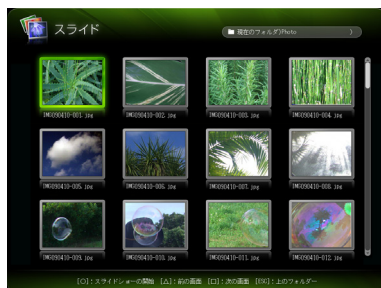 スライド
現在のフォルダ)Photo
IMG090410-001.jpg
IMG090410-002.jpg
IMG090410-003.jpg
IMG090410-004.jpg
IMG090410-005.jpg
IMG090410-006.jpg
IMG090410-007.jpg
IMG090410-008.jpg
IMG090410-009.jpg
IMG090410-010.jpg
IMG090410-011.jpg
IMG090410-012.jpg
[○]：スライドショーの開始 [△]：前の画面 [□]：次の画面 [ESC]：上のフォルダー